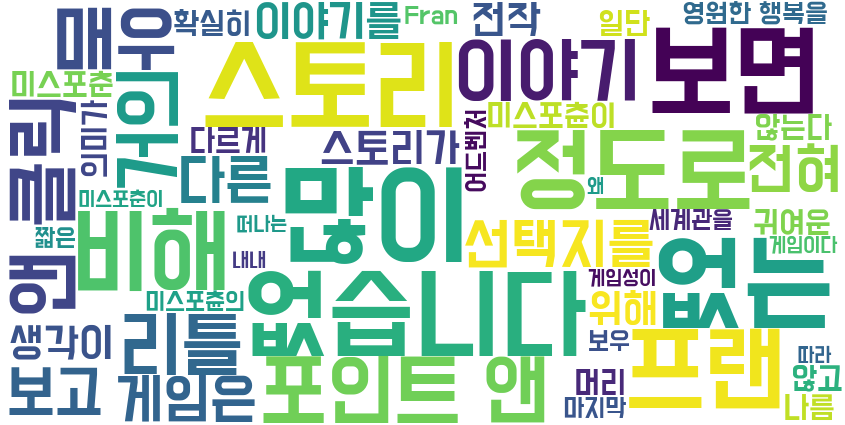 매우
확실히
이야기를
Fran
전작
일단
영원한 행복을
미스포춘
거의
스토리
이야기
보면
클릭
의미가
다르게
스토리가
어드벤처
미스포츈이
않는다
전혀
정도로
다른
많이
왜
미스포춘이
짧은
비해
떠나는
선택지를
세계관을
귀여운
게임이다
앤
내내
없습니다
없는
게임성이
미스포츈의
리틀
위해
생각이
보우
프랜
따라
보고
게임은
포인트 앤
머리
마지막
않고
나름